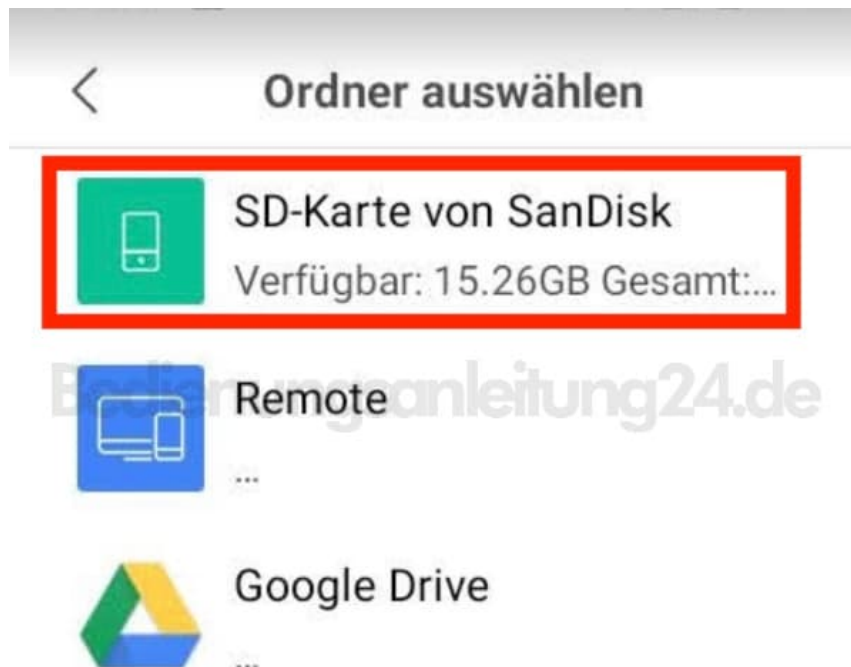 Ordner auswählen
SD-Karte von SanDisk
Verfügbar: 15.26GB Gesamt:...
Bedienungsanleitung24.de
Remote
...
Google Drive
...